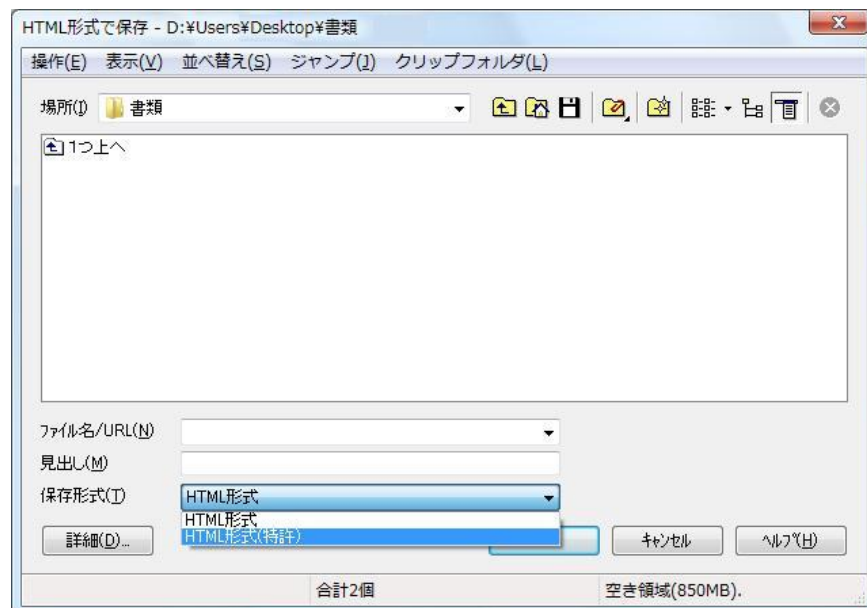 HTML形式で保存 - D:¥Users¥Desktop¥書類
操作(E) 表示(V) 並べ替え(S) ジャンプ(J) クリップフォルダ(L)
場所(I) 書類
1つ上へ
ファイル名/URL(N)
見出し(M)
保存形式(T) HTML形式
HTML形式
HTML形式(特許)
詳細(D)... キャンセル ヘルプ(H)
合計2個 空き領域(850MB).